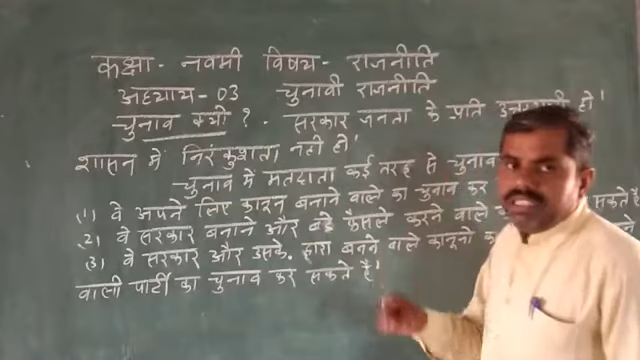 कक्षा - नवमी विषय - राजनीति
अध्याय - 03 चुनावी राजनीति
चुनाव क्यों ? - सरकार जनता के प्रति हो।
शासन में निरंकुशता नही हो।
चुनाव में मतदाता कई तरह से चुनाव
(1) वे अपने लिए कानून बनाने वाले का चुनाव कर सकते है
(2) वे सरकार बनाने और बडे फैसले करने वाले
(3) वे सरकार और उसके द्वारा बनने वाले कानूनो
वाली पार्टी का चुनाव कर सकते है।